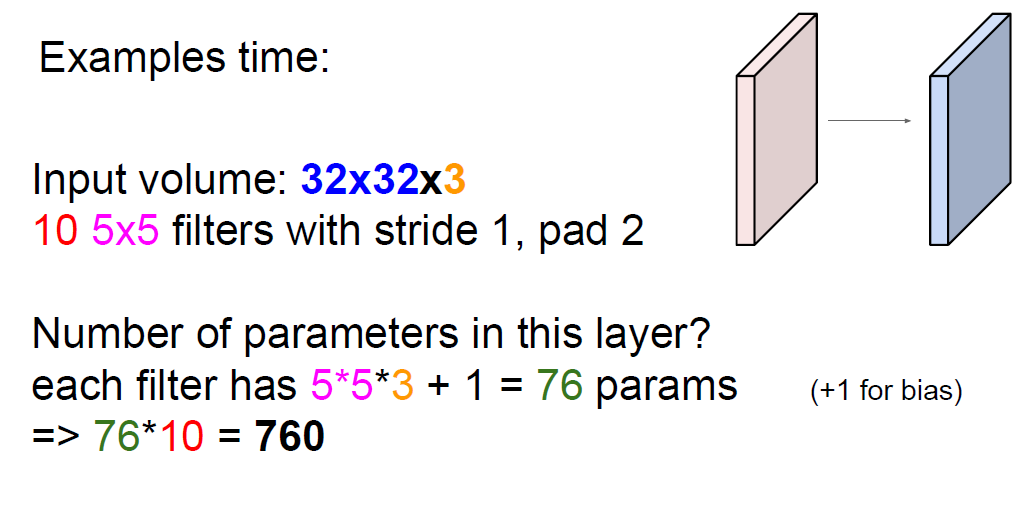 Examples time:
Input volume: 32x32x3
10 5x5 filters with stride 1, pad 2
Number of parameters in this layer?
each filter has 5*5*3 + 1 = 76 params (+1 for bias)
=> 76*10 = 760